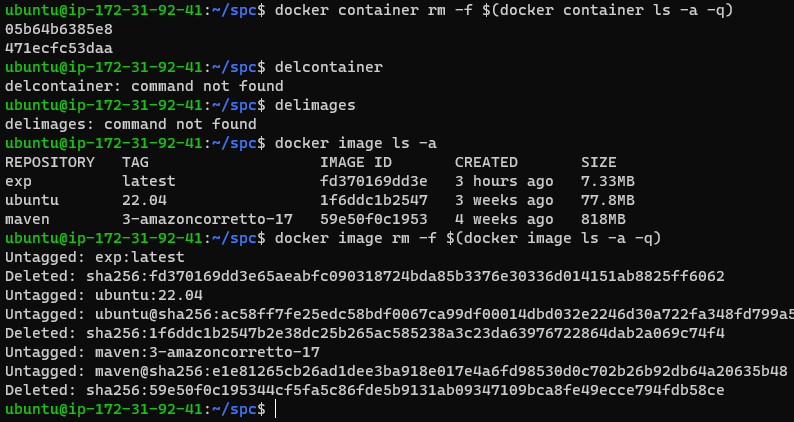 ubuntu@ip-172-31-92-41:~/spc$ docker container rm -f $(docker container ls -a -q)
05b64b6385e8
471ecfc53daa
ubuntu@ip-172-31-92-41:~/spc$ delcontainer
delcontainer: command not found
ubuntu@ip-172-31-92-41:~/spc$ delimages
delimages: command not found
ubuntu@ip-172-31-92-41:~/spc$ docker image ls -a
REPOSITORY   TAG                  IMAGE ID       CREATED       SIZE
exp          latest               fd370169dd3e   3 hours ago   7.33MB
ubuntu       22.04                1f6ddc1b2547   3 weeks ago   77.8MB
maven        3-amazoncorretto-17   59e50f0c1953   4 weeks ago   818MB
ubuntu@ip-172-31-92-41:~/spc$ docker image rm -f $(docker image ls -a -q)
Untagged: exp:latest
Deleted: sha256:fd370169dd3e65aeabfc090318724bda85b3376e30336d014151ab8825ff6062
Untagged: ubuntu:22.04
Untagged: ubuntu@sha256:ac58ff7fe25edc58bdf0067ca99df00014dbd032e2246d30a722fa348fd799a5
Deleted: sha256:1f6ddc1b2547b2e38dc25b265ac585238a3c23da63976722864dab2a069c74f4
Untagged: maven:3-amazoncorretto-17
Untagged: maven@sha256:e1e81265cb26ad1dee3ba918e017e4a6fd98530d0c702b26b92db64a20635b48
Deleted: sha256:59e50f0c195344cf5fa5c86fde5b9131ab09347109bca8fe49ecce794fdb58ce
ubuntu@ip-172-31-92-41:~/spc$